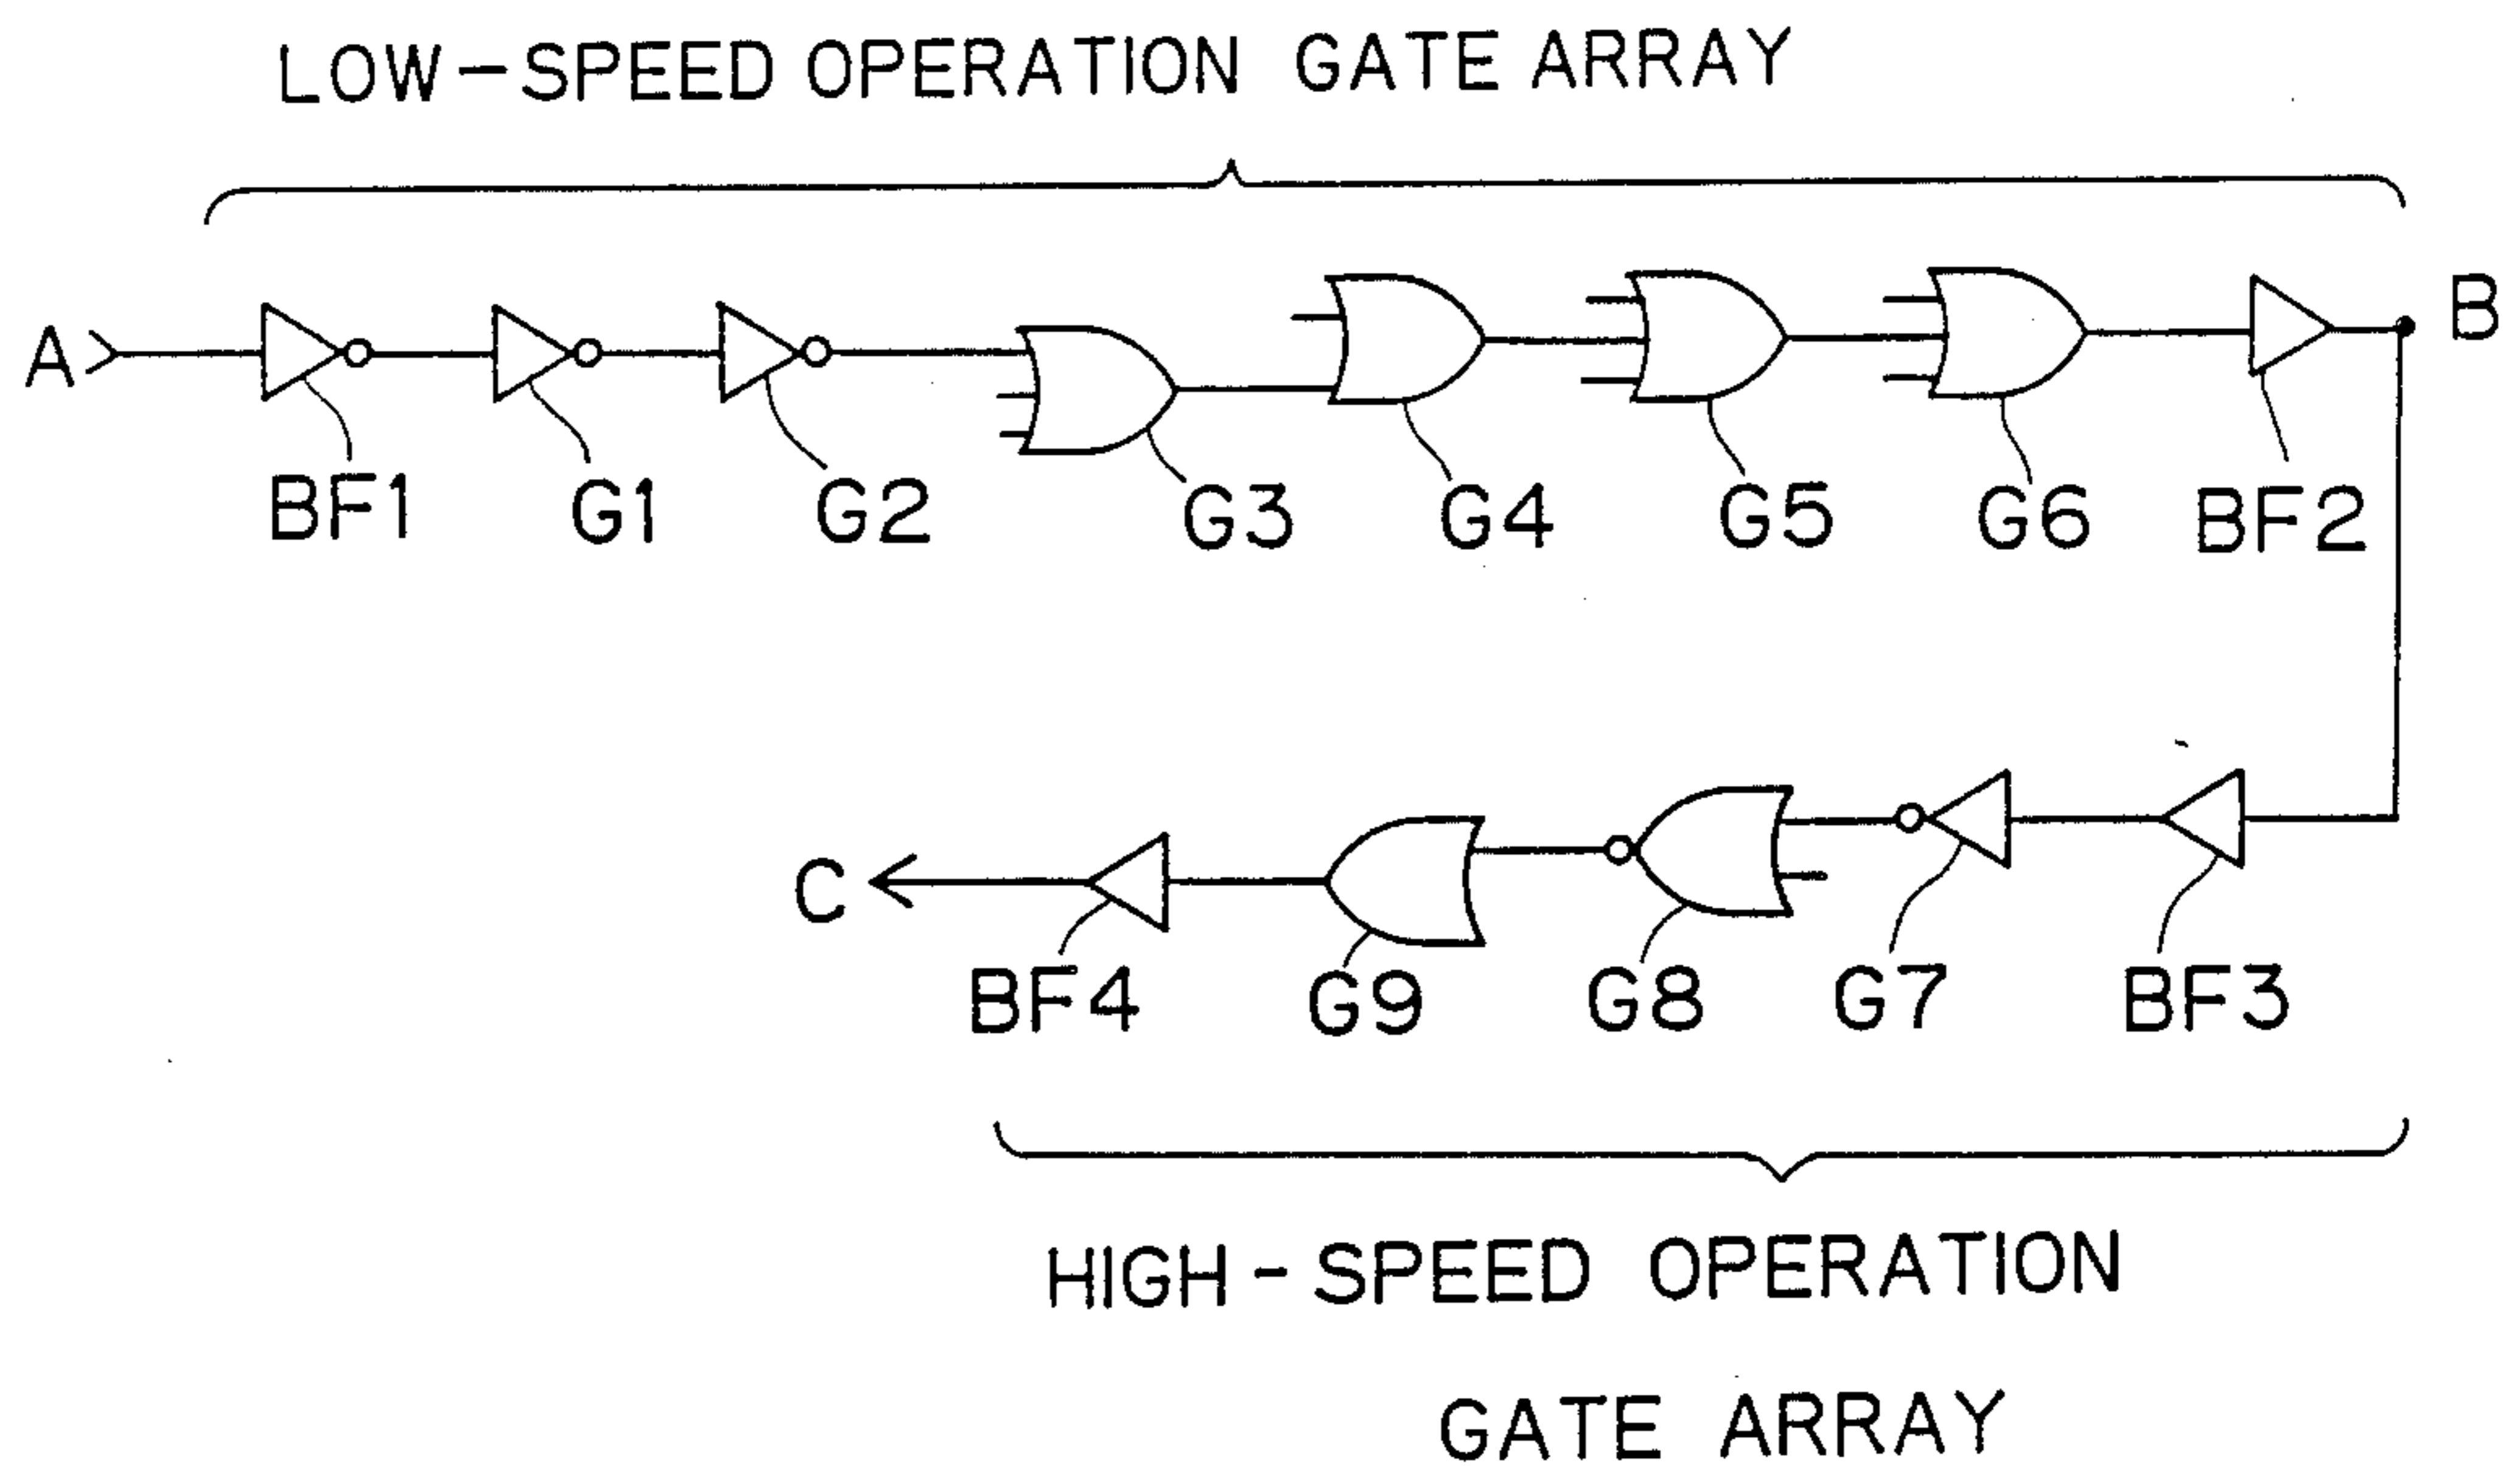 LOW-SPEED OPERATION GATE ARRAY
A
B
BF1 G1 G2 G3 G4 G5 G6 BF2
C
BF4 G9 G8 G7 BF3
HIGH-SPEED OPERATION
GATE ARRAY